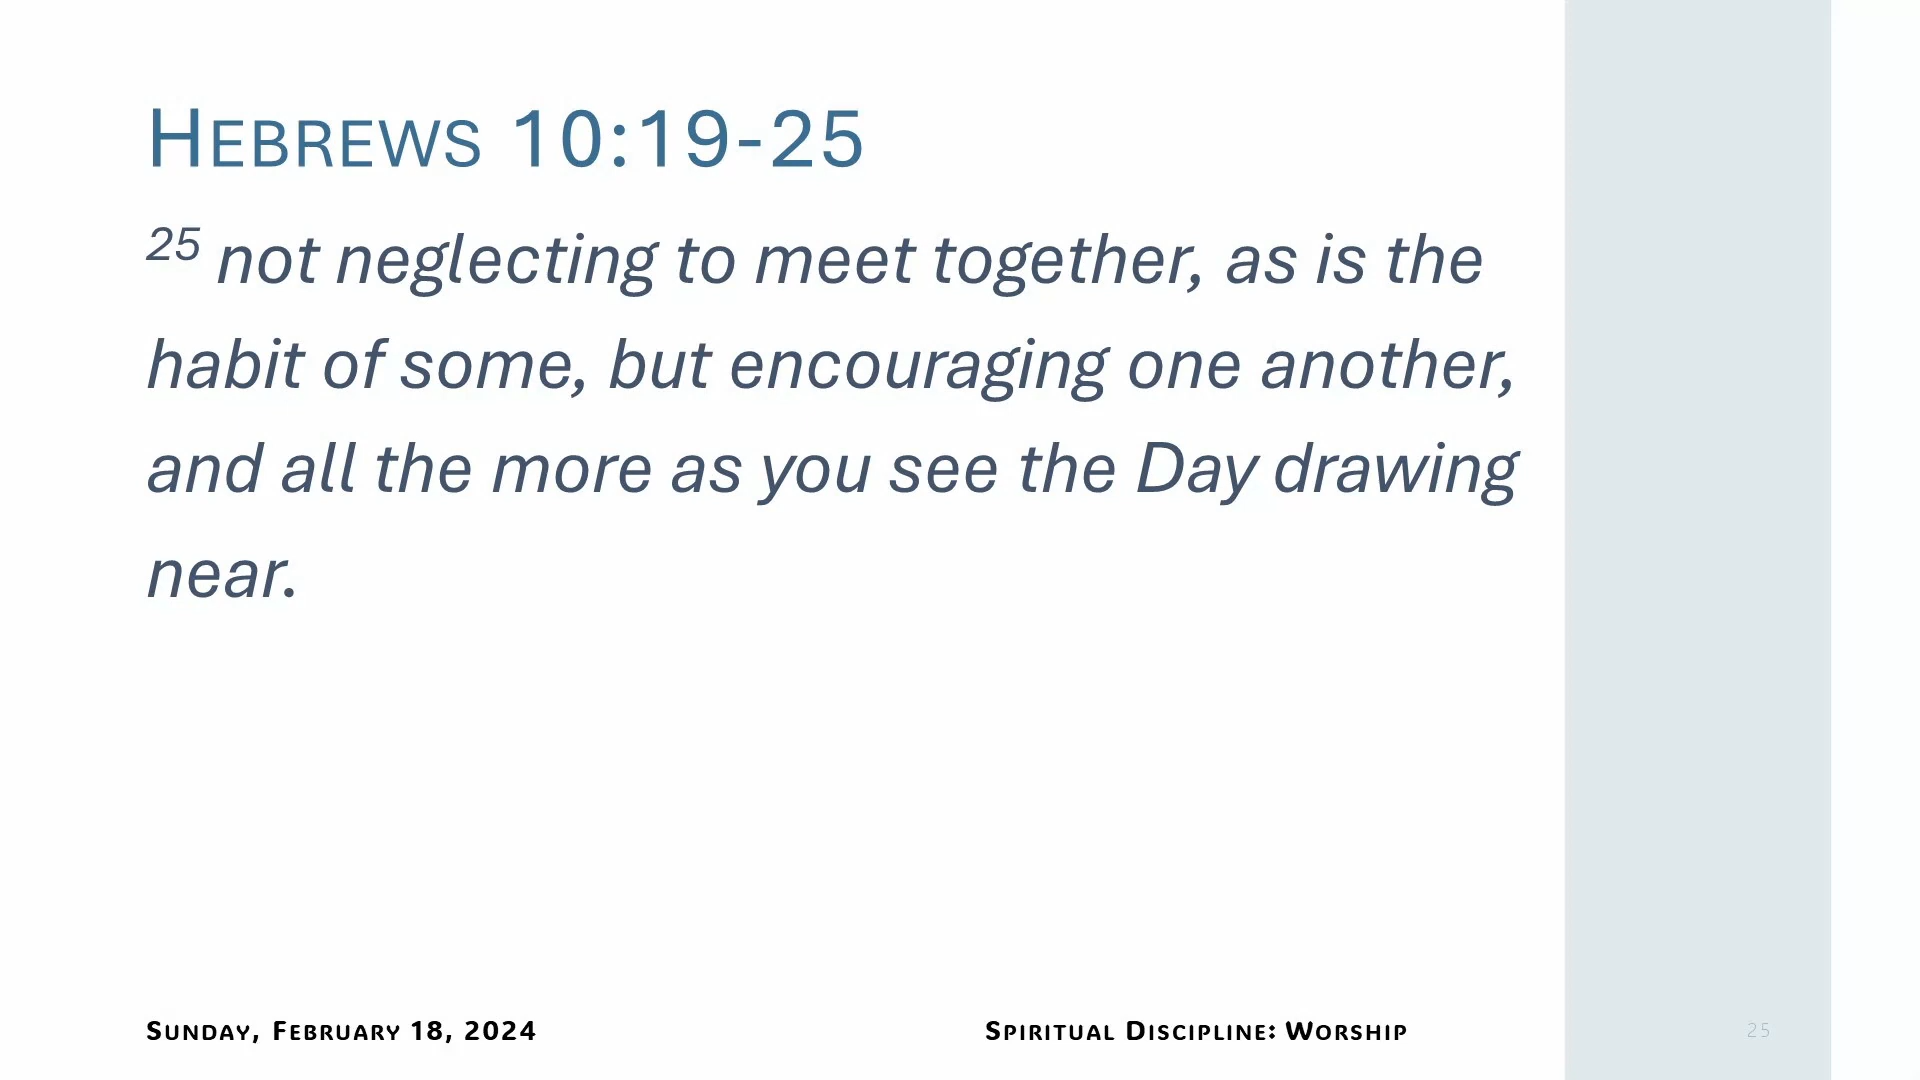 Hebrews 10:19-25
25 not neglecting to meet together, as is the
habit of some, but encouraging one another,
and all the more as you see the Day drawing
near.
Sunday, February 18, 2024
Spiritual Discipline: Worship
25